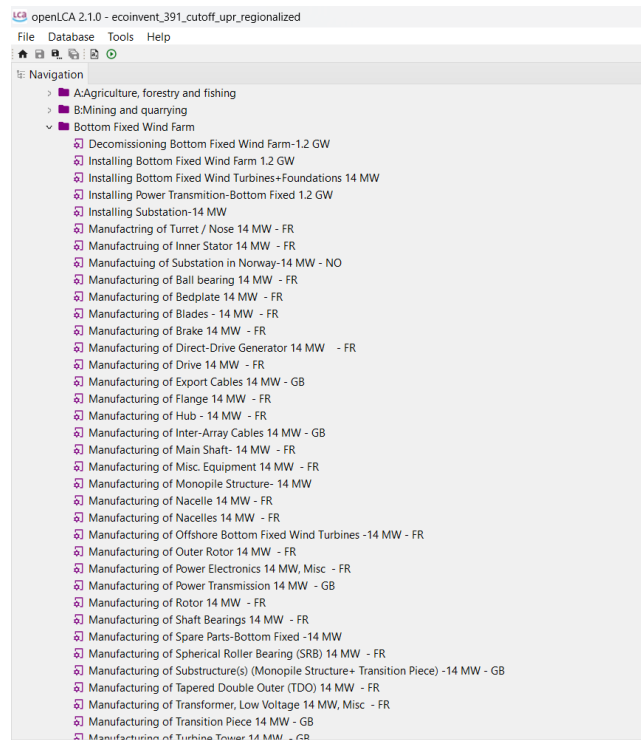 LCA openLCA 2.1.0 - ecoinvent_391_cutoff_upr_regionalized
File Database Tools Help
Navigation
A:Agriculture, forestry and fishing
B:Mining and quarrying
Bottom Fixed Wind Farm
Decomissioning Bottom Fixed Wind Farm-1.2 GW
Installing Bottom Fixed Wind Farm 1.2 GW
Installing Bottom Fixed Wind Turbines+Foundations 14 MW
Installing Power Transmition-Bottom Fixed 1.2 GW
Installing Substation-14 MW
Manufactring of Turret / Nose 14 MW - FR
Manufactruing of Inner Stator 14 MW - FR
Manufactuing of Substation in Norway-14 MW - NO
Manufacturing of Ball bearing 14 MW - FR
Manufacturing of Bedplate 14 MW - FR
Manufacturing of Blades - 14 MW - FR
Manufacturing of Brake 14 MW - FR
Manufacturing of Direct-Drive Generator 14 MW - FR
Manufacturing of Drive 14 MW - FR
Manufacturing of Export Cables 14 MW - GB
Manufacturing of Flange 14 MW - FR
Manufacturing of Hub - 14 MW - FR
Manufacturing of Inter-Array Cables 14 MW - GB
Manufacturing of Main Shaft- 14 MW - FR
Manufacturing of Misc. Equipment 14 MW - FR
Manufacturing of Monopile Structure- 14 MW
Manufacturing of Nacelle 14 MW - FR
Manufacturing of Nacelles 14 MW - FR
Manufacturing of Offshore Bottom Fixed Wind Turbines -14 MW - FR
Manufacturing of Outer Rotor 14 MW - FR
Manufacturing of Power Electronics 14 MW, Misc - FR
Manufacturing of Power Transmission 14 MW - GB
Manufacturing of Rotor 14 MW - FR
Manufacturing of Shaft Bearings 14 MW - FR
Manufacturing of Spare Parts-Bottom Fixed -14 MW
Manufacturing of Spherical Roller Bearing (SRB) 14 MW - FR
Manufacturing of Substructure(s) (Monopile Structure+ Transition Piece) -14 MW - GB
Manufacturing of Tapered Double Outer (TDO) 14 MW - FR
Manufacturing of Transformer, Low Voltage 14 MW, Misc - FR
Manufacturing of Transition Piece 14 MW - GB
Manufacturing of Turbine Tower 14 MW - GB